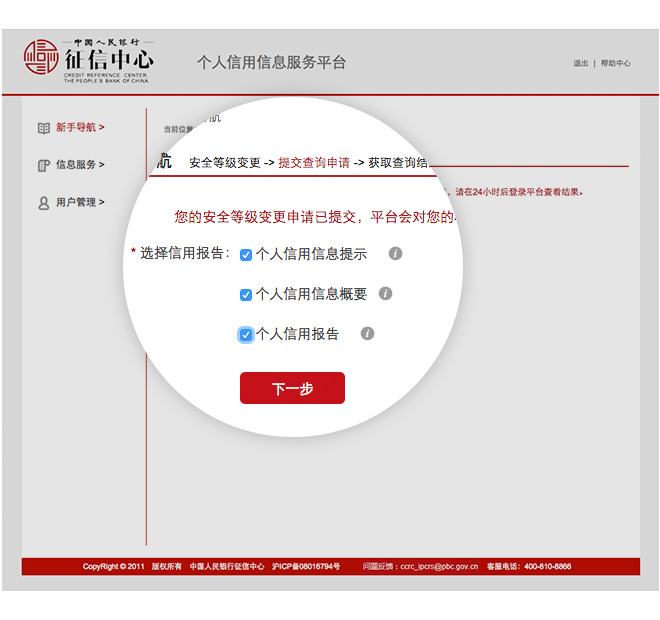 中国人民银行
征信中心
CREDIT REFERENCE CENTER,
THE PEOPLE'S BANK OF CHINA
个人信用信息服务平台
退出 | 帮助中心
新手导航 >
信息服务 >
用户管理 >
当前位置
航
航 安全等级变更 -> 提交查询申请 -> 获取查询结
您的安全等级变更申请已提交，平台会对您的
，请在24小时后登录平台查看结果。
* 选择信用报告： 个人信用信息提示 i
个人信用信息概要 i
个人信用报告 i
下一步
CopyRight © 2011 版权所有 中国人民银行征信中心 沪ICP备08016794号 问题反馈：ccrc_ipcrs@pbc.gov.cn 客服电话：400-810-8866